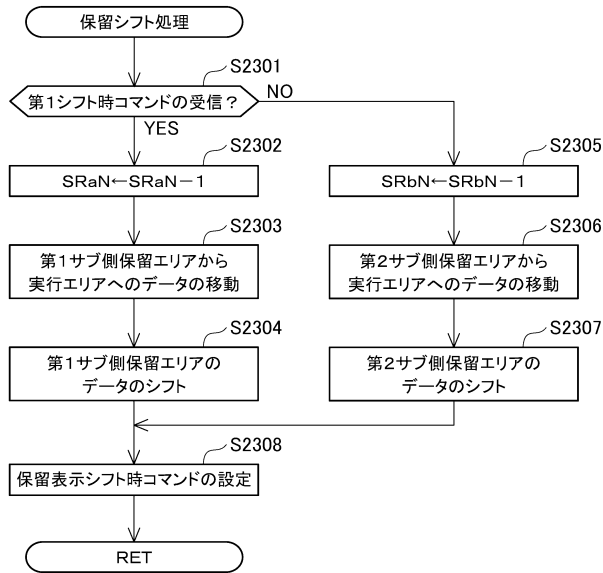 保留シフト処理
S2301
第1シフト時コマンドの受信？
NO
YES
S2302
SRaN←SRaN－1
S2305
SRbN←SRbN－1
S2303
第1サブ側保留エリアから
実行エリアへのデータの移動
S2306
第2サブ側保留エリアから
実行エリアへのデータの移動
S2304
第1サブ側保留エリアの
データのシフト
S2307
第2サブ側保留エリアの
データのシフト
S2308
保留表示シフト時コマンドの設定
RET